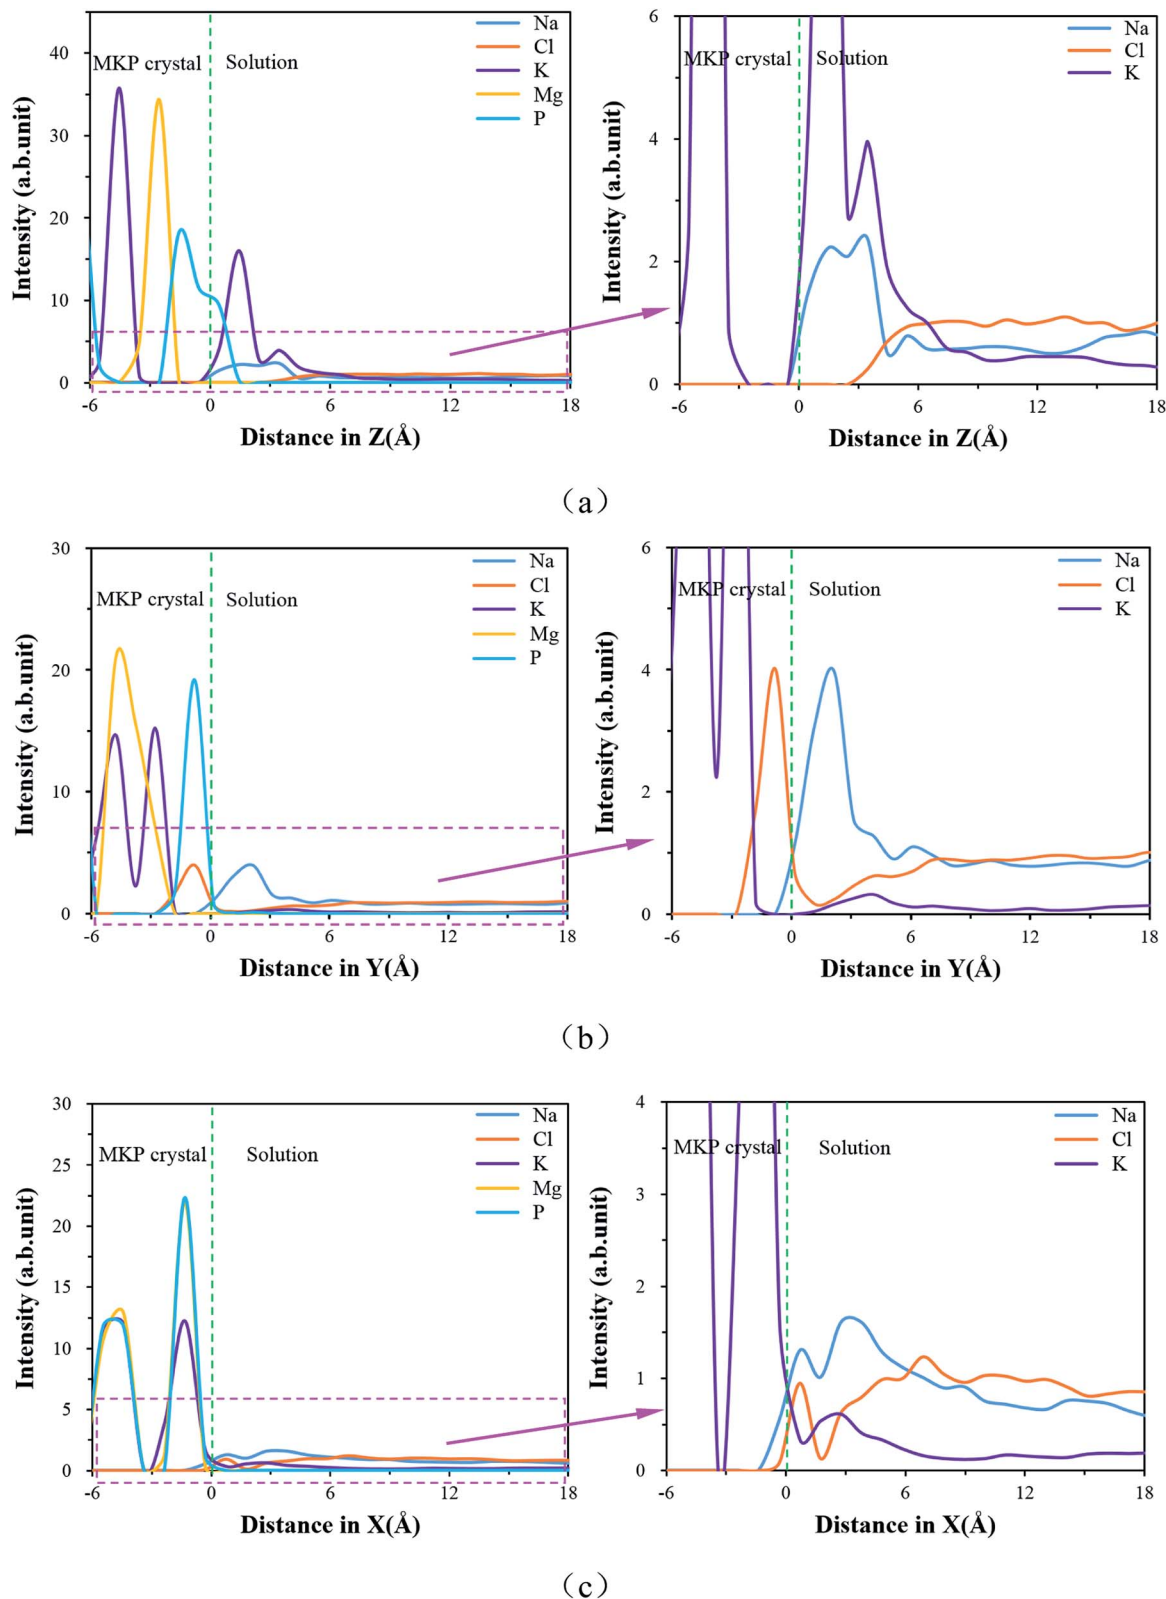 Intensity (a.b.unit)
40
30
20
10
0
MKP crystal
Solution
Na
Cl
K
Mg
P
-6
0
6
12
18
Distance in Z(Å)
Intensity (a.b.unit)
6
4
2
0
MKP crystal
Solution
Na
Cl
K
-6
0
6
12
18
Distance in Z(Å)
(a)
Intensity (a.b.unit)
30
20
10
0
MKP crystal
Solution
Na
Cl
K
Mg
P
-6
0
6
12
18
Distance in Y(Å)
Intensity (a.b.unit)
6
4
2
0
MKP crystal
Solution
Na
Cl
K
-6
0
6
12
18
Distance in Y(Å)
(b)
Intensity (a.b.unit)
30
25
20
15
10
5
0
MKP crystal
Solution
Na
Cl
K
Mg
P
-6
0
6
12
18
Distance in X(Å)
Intensity (a.b.unit)
4
3
2
1
0
MKP crystal
Solution
Na
Cl
K
-6
0
6
12
18
Distance in X(Å)
(c)